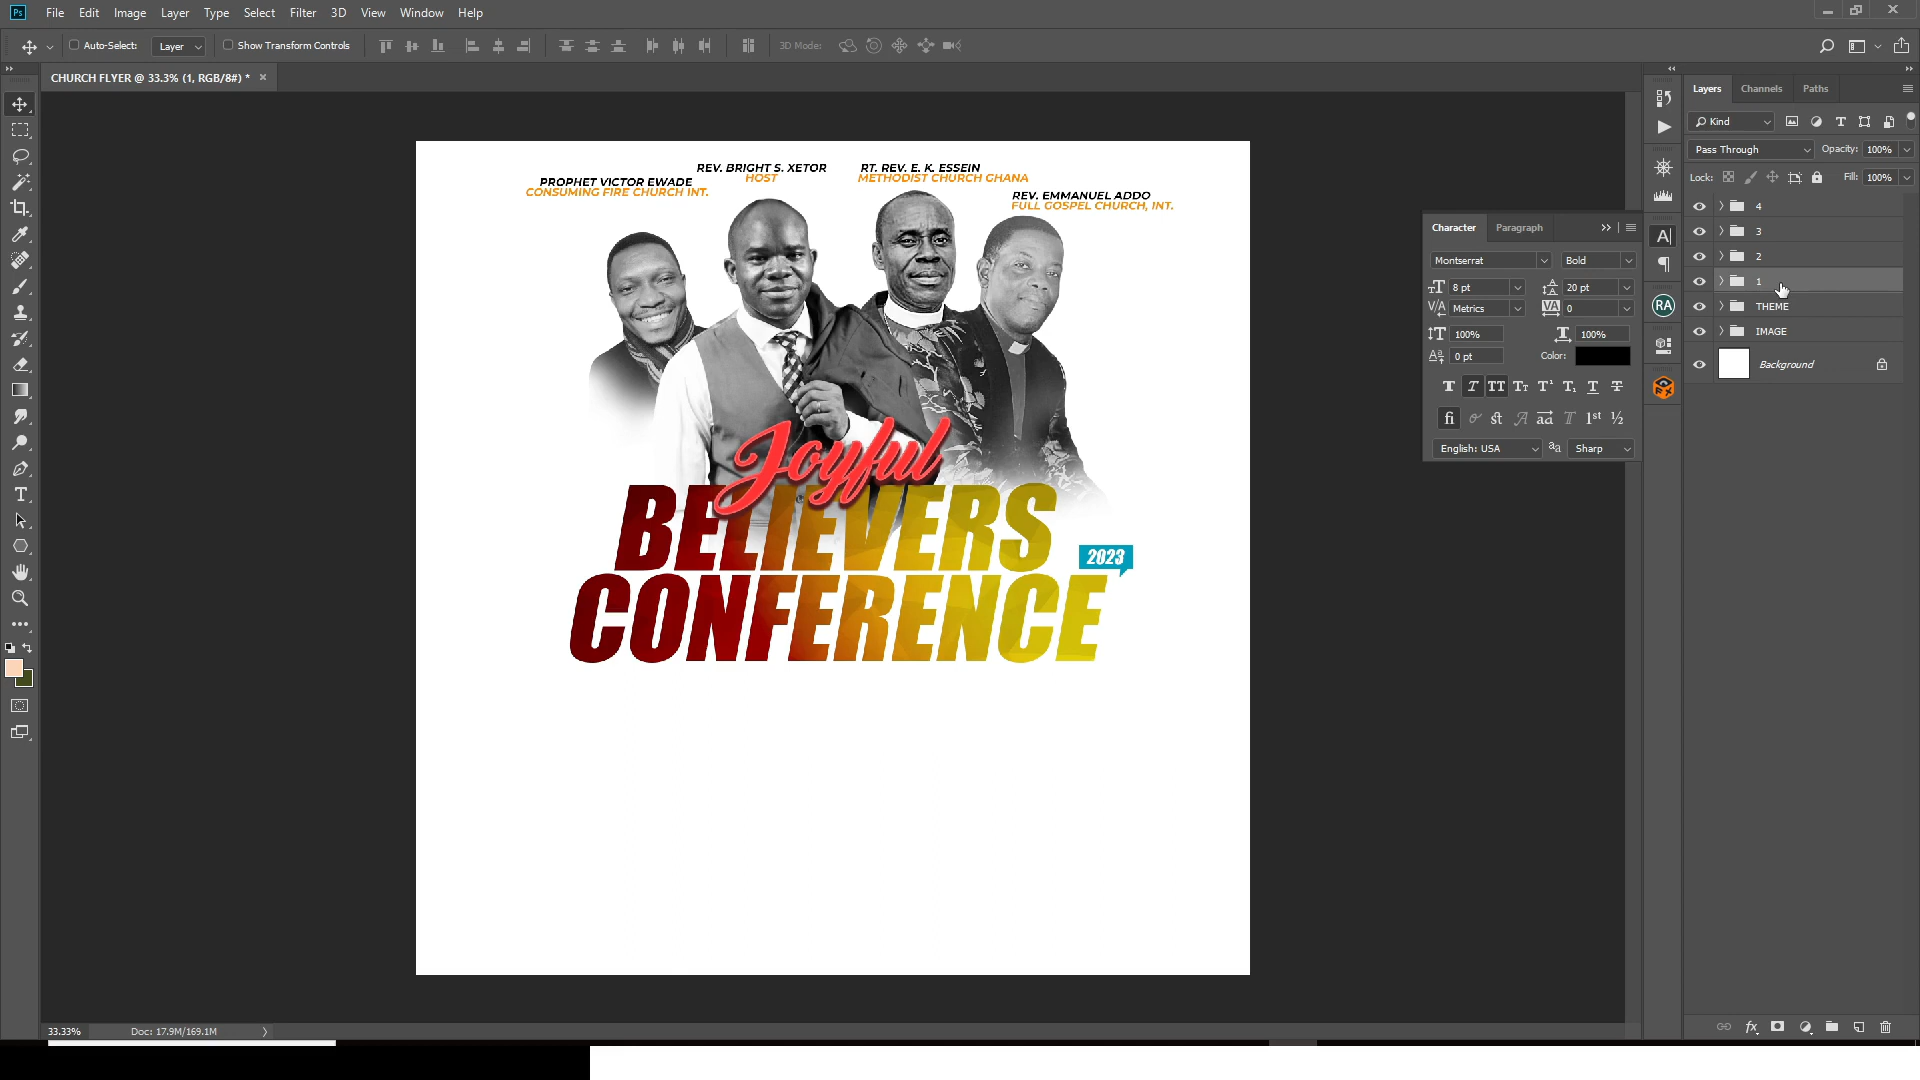 Ps File Edit Image Layer Type Select Filter 3D View Window Help
Auto-Select: Layer Show Transform Controls 3D Mode:
CHURCH FLYER @ 33.3% (1, RGB/8#) * ×
REV. BRIGHT S. XETOR
HOST
RT. REV. E. K. ESSEIN
METHODIST CHURCH GHANA
PROPHET VICTOR EWADE
CONSUMING FIRE CHURCH INT.
REV. EMMANUEL ADDO
FULL GOSPEL CHURCH, INT.
Joyful
BELIEVERS
2023
CONFERENCE
Character Paragraph
Montserrat Bold
8 pt 20 pt
Metrics 0
100% 100%
0 pt Color:
English: USA Sharp
RA
Layers Channels Paths
Kind
Pass Through Opacity: 100%
Lock: Fill: 100%
4
3
2
1
THEME
IMAGE
Background
33.33% Doc: 17.9M/169.1M